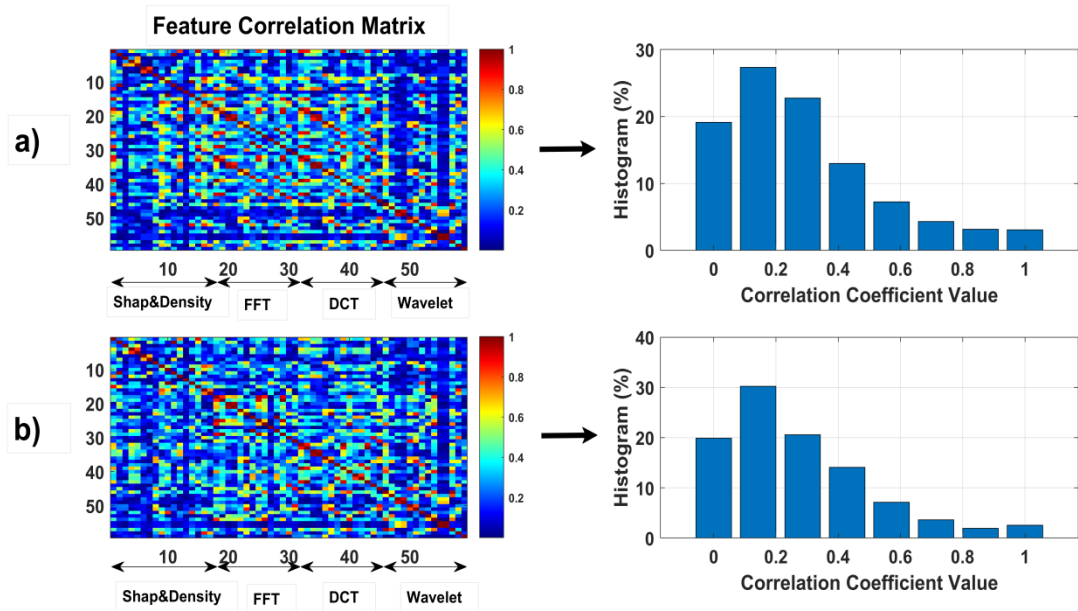 Feature Correlation Matrix
a)
10
20
30
40
50
1
0.8
0.6
0.4
0.2
10 20 30 40 50
Shap&Density FFT DCT Wavelet
30
20
10
0
Histogram (%)
0 0.2 0.4 0.6 0.8 1
Correlation Coefficient Value
b)
10
20
30
40
50
1
0.8
0.6
0.4
0.2
10 20 30 40 50
Shap&Density FFT DCT Wavelet
40
30
20
10
0
Histogram (%)
0 0.2 0.4 0.6 0.8 1
Correlation Coefficient Value